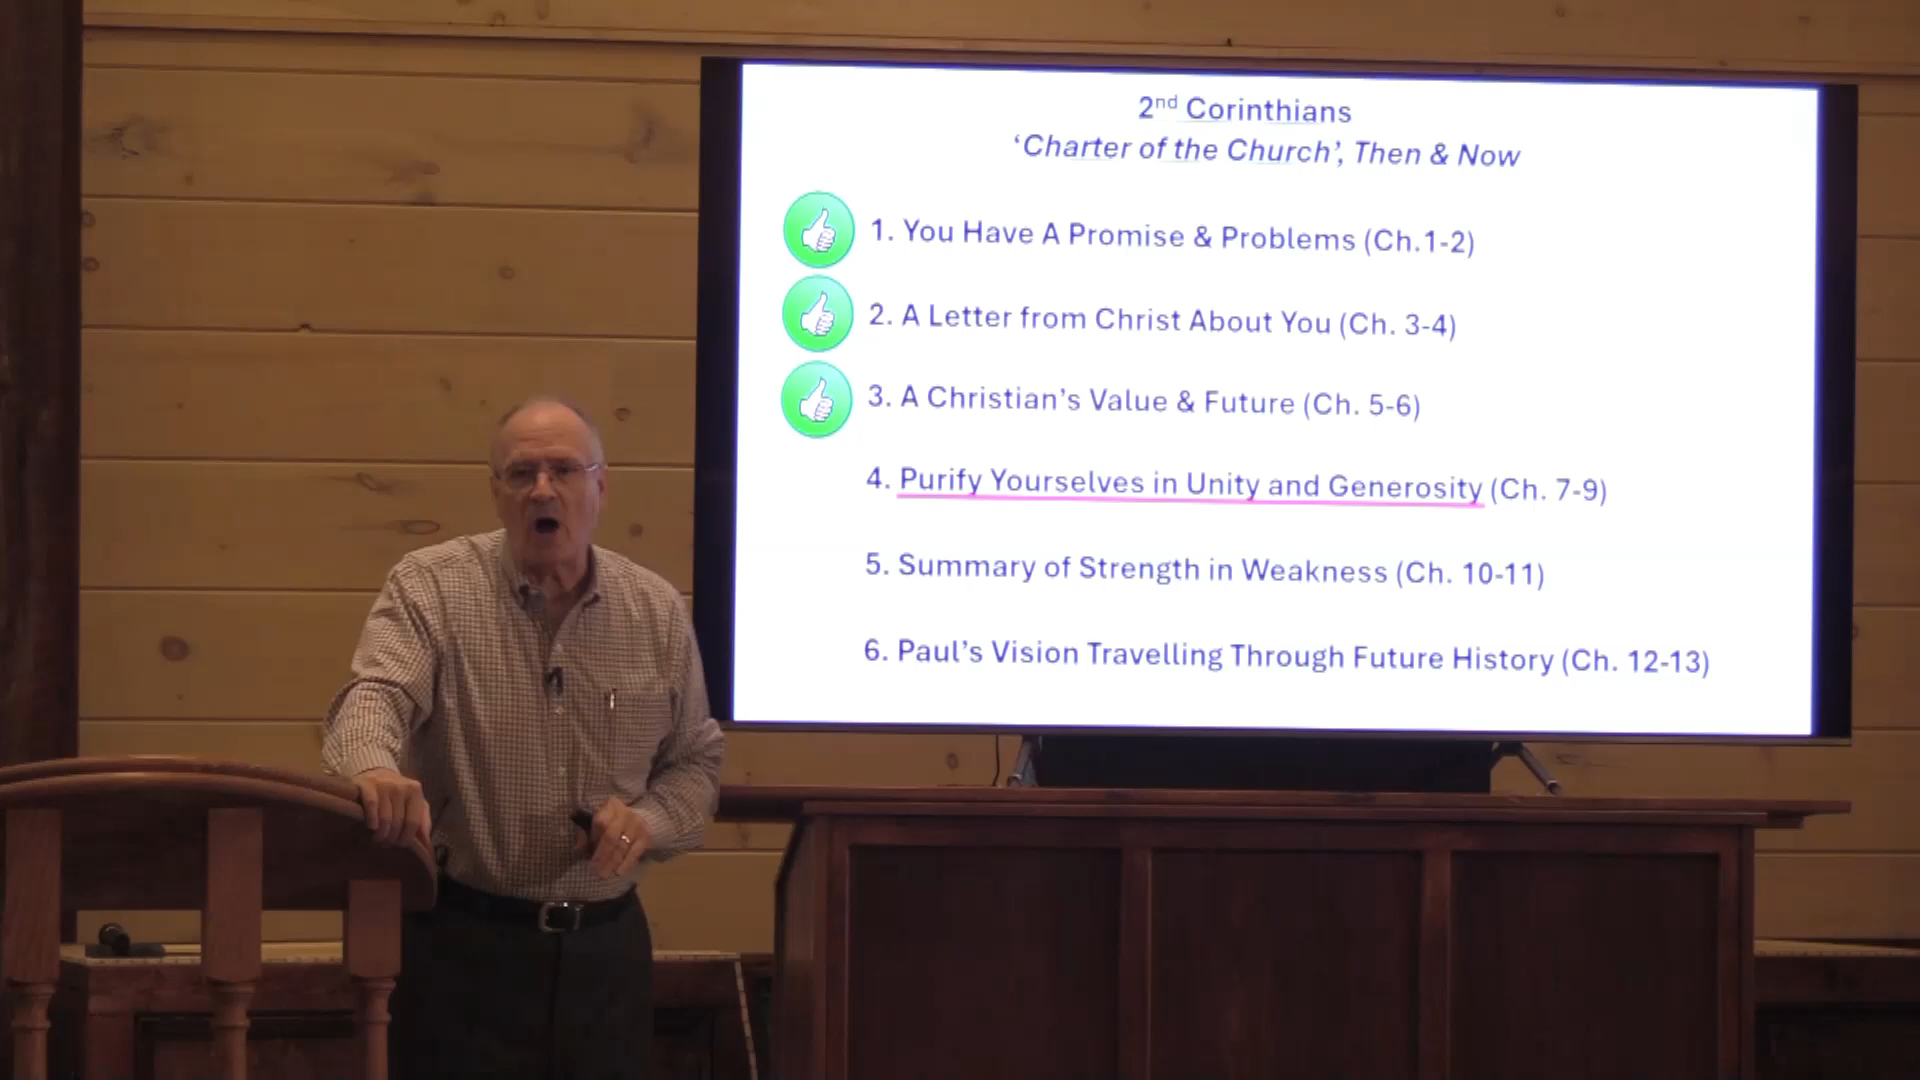 2nd Corinthians
‘Charter of the Church’, Then & Now
1. You Have A Promise & Problems (Ch.1-2)
2. A Letter from Christ About You (Ch. 3-4)
3. A Christian’s Value & Future (Ch. 5-6)
4. Purify Yourselves in Unity and Generosity (Ch. 7-9)
5. Summary of Strength in Weakness (Ch. 10-11)
6. Paul’s Vision Travelling Through Future History (Ch. 12-13)